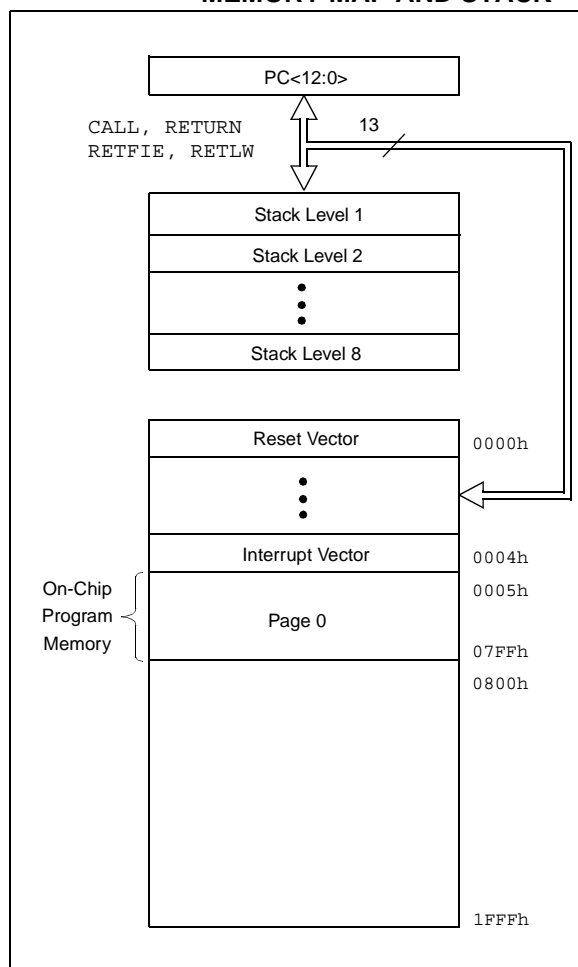 MEMORY MAP AND STACK
PC<12:0>
CALL, RETURN
RETFIE, RETLW
13
Stack Level 1
Stack Level 2
Stack Level 8
Reset Vector
0000h
Interrupt Vector
0004h
On-Chip
Program
Memory
0005h
Page 0
07FFh
0800h
1FFFh